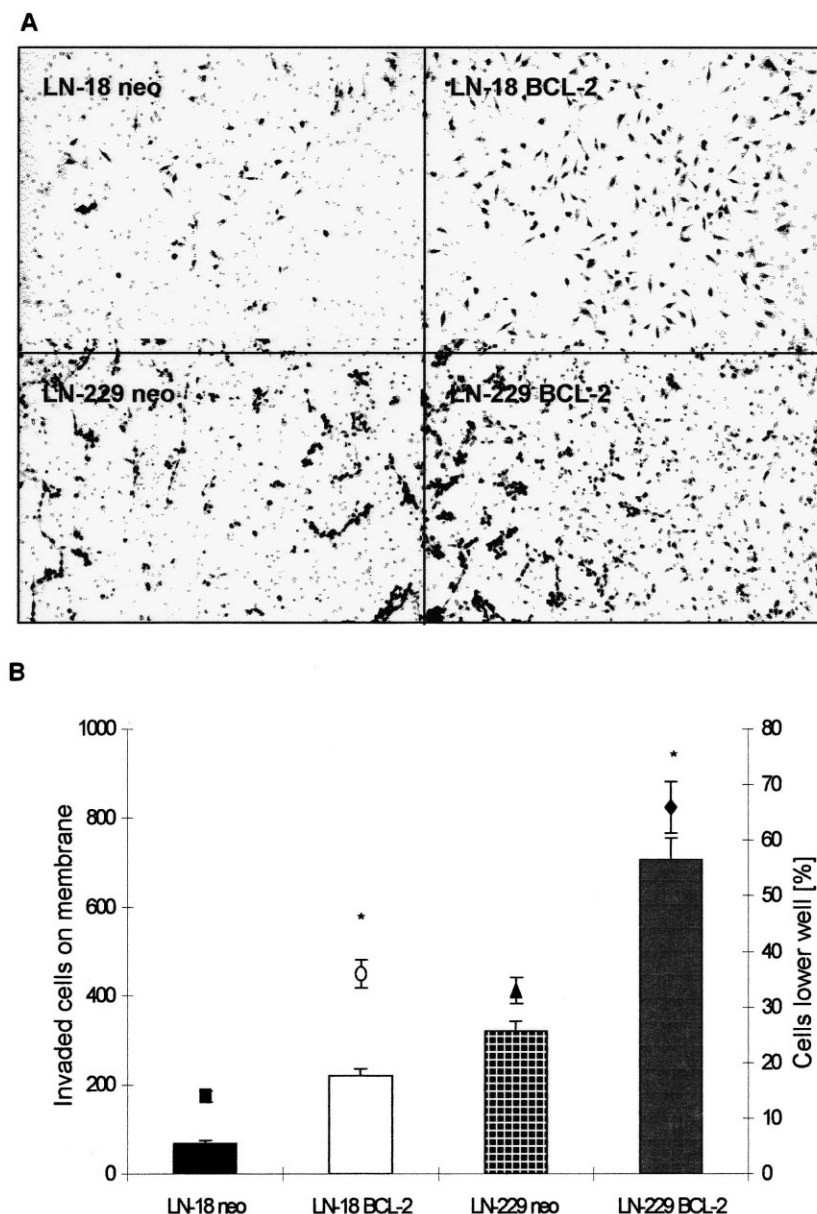 A
LN-18 neo
LN-18 BCL-2
LN-229 neo
LN-229 BCL-2
B
1000
800
600
400
200
0
Invaded cells on membrane
*
*
80
70
60
50
40
30
20
10
0
Cells lower well [%]
LN-18 neo
LN-18 BCL-2
LN-229 neo
LN-229 BCL-2